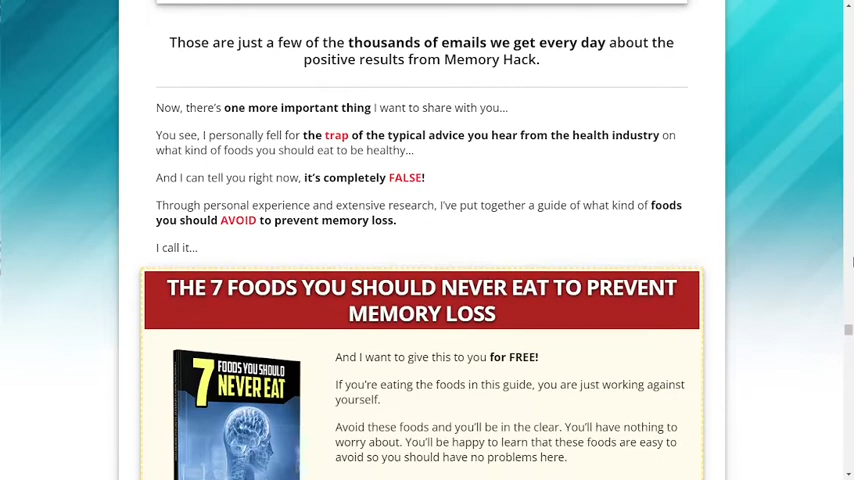 Those are just a few of the thousands of emails we get every day about the
positive results from Memory Hack.
Now, there's one more important thing I want to share with you...
You see, I personally fell for the trap of the typical advice you hear from the health industry on
what kind of foods you should eat to be healthy...
And I can tell you right now, it's completely FALSE!
Through personal experience and extensive research, I've put together a guide of what kind of foods
you should AVOID to prevent memory loss.
I call it...
THE 7 FOODS YOU SHOULD NEVER EAT TO PREVENT
MEMORY LOSS
7 FOODS YOU SHOULD
NEVER EAT
And I want to give this to you for FREE!
If you're eating the foods in this guide, you are just working against
yourself.
Avoid these foods and you'll be in the clear. You'll have nothing to
worry about. You'll be happy to learn that these foods are easy to
avoid so you should have no problems here.